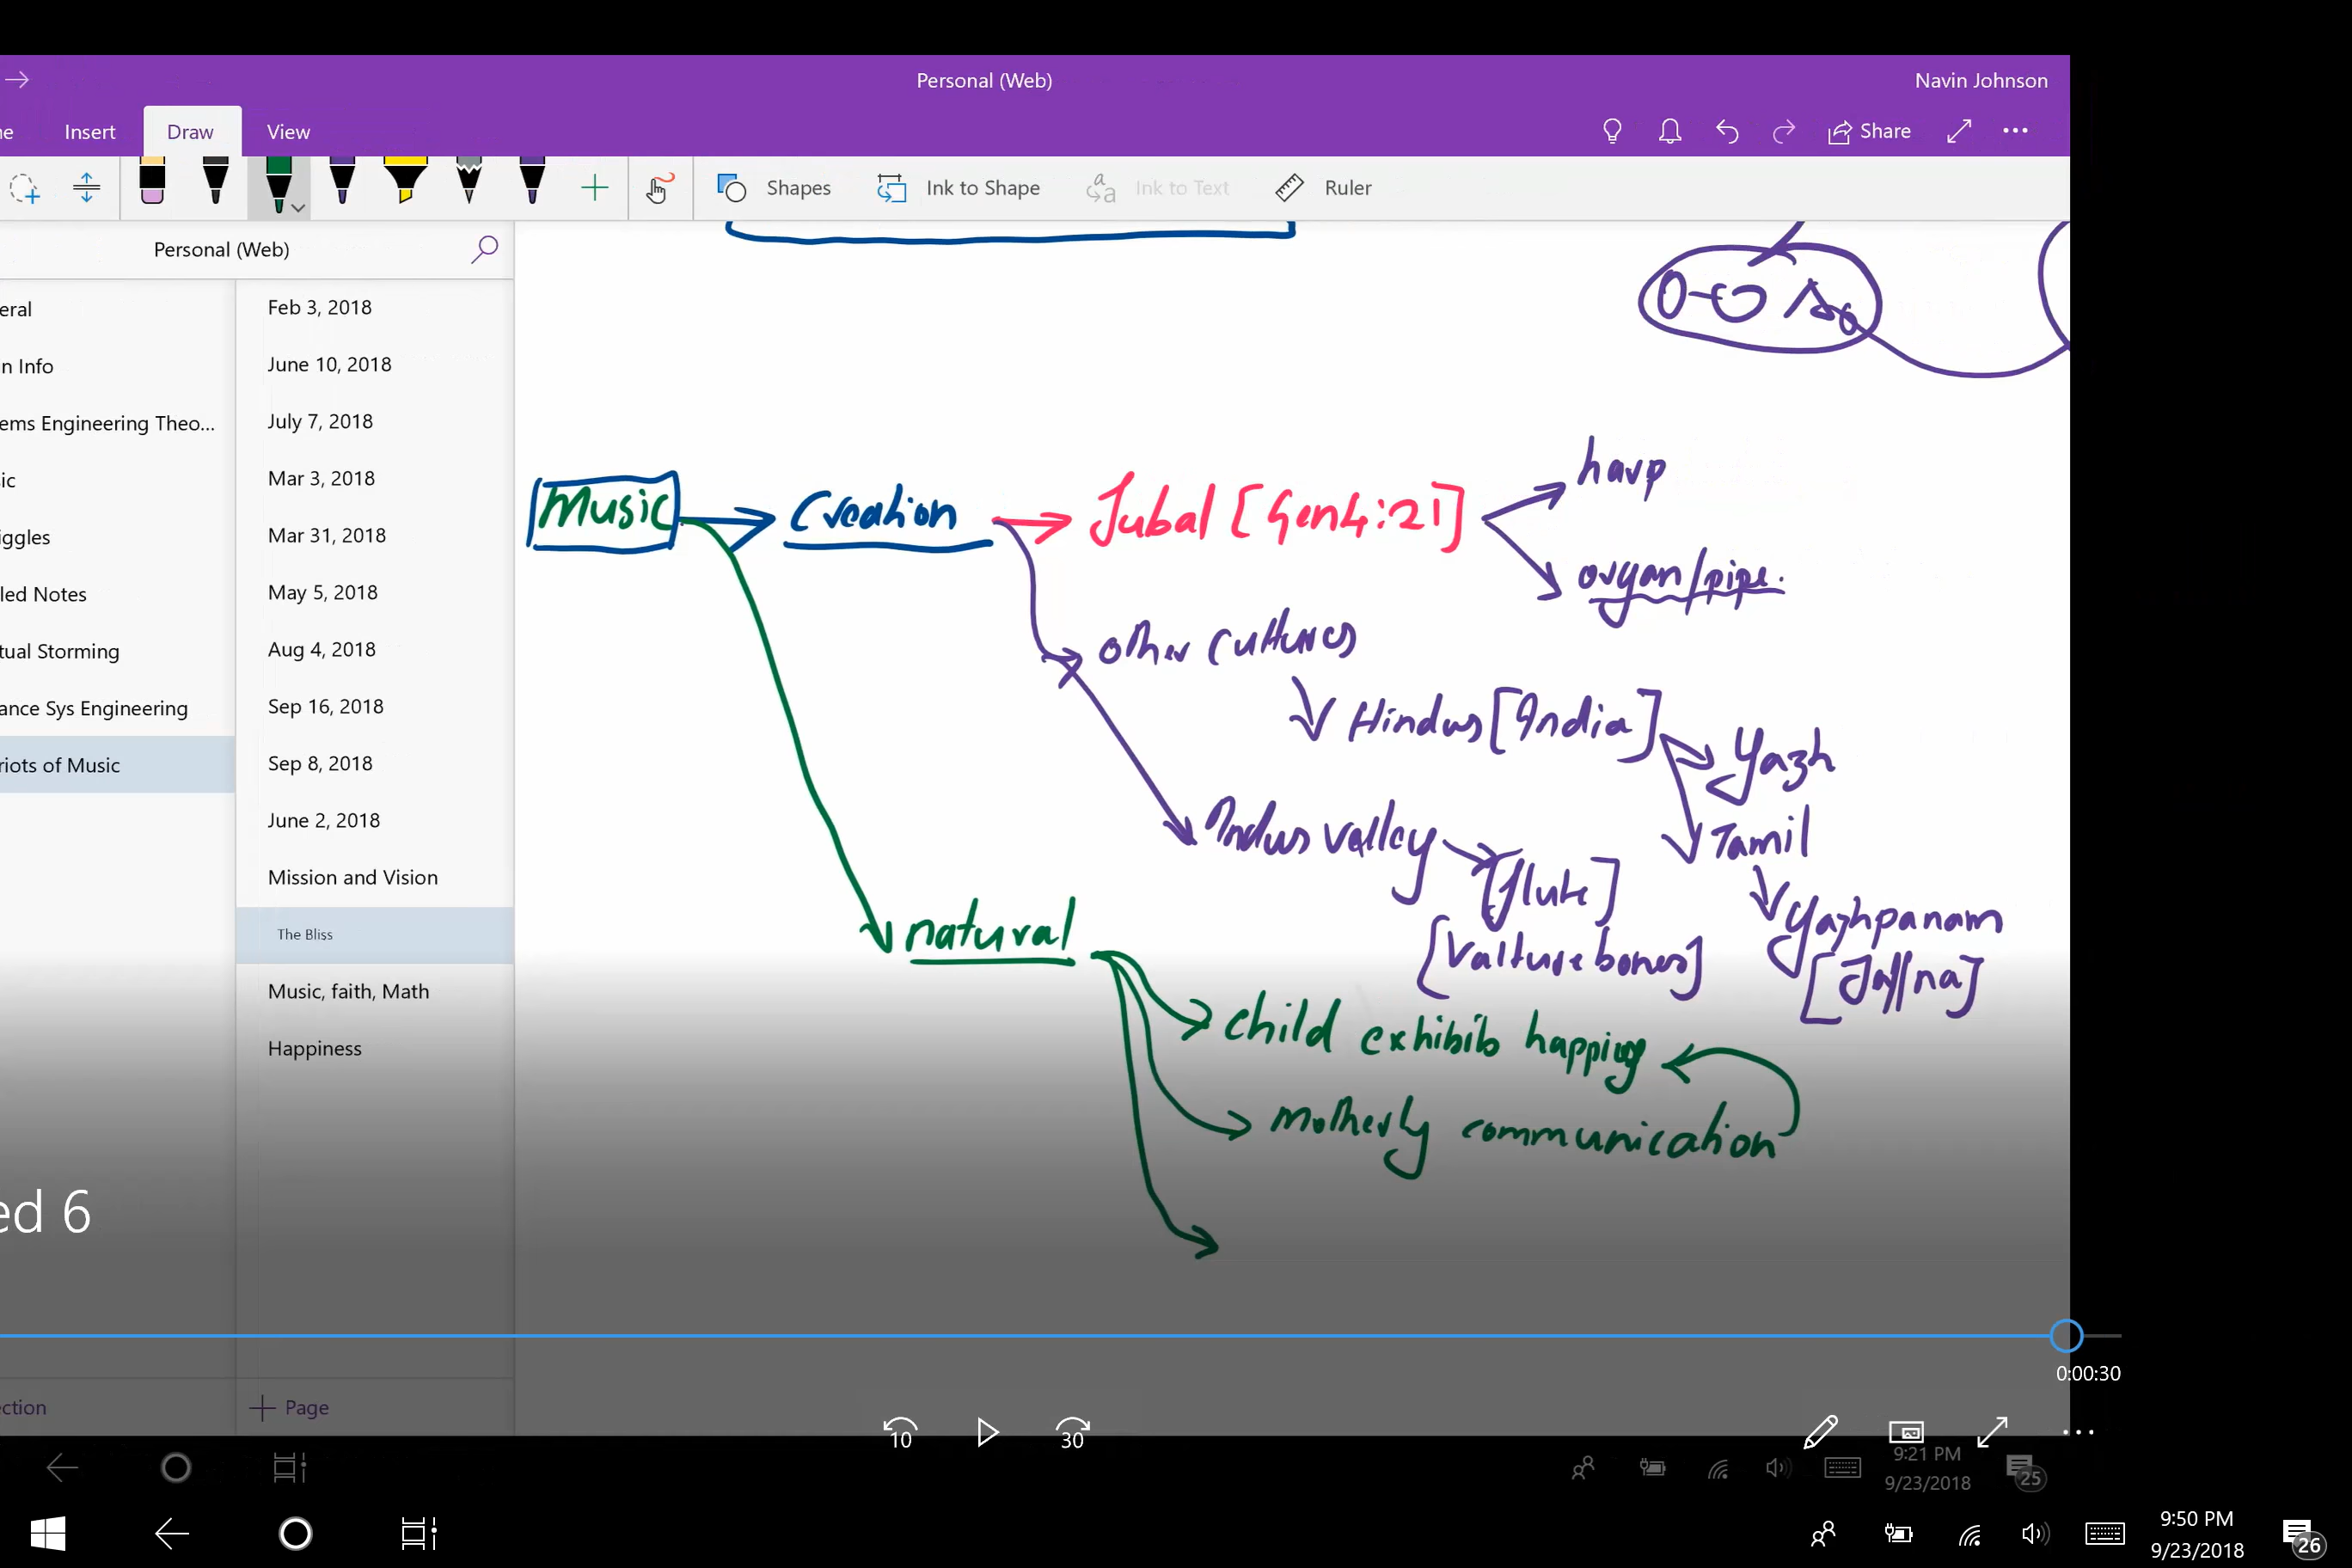 Personal (Web)
Navin Johnson
ne
Insert
Draw
View
Share
Shapes
Ink to Shape
Ink to Text
Ruler
Personal (Web)
eral
n Info
ems Engineering Theo...
ic
iggles
led Notes
tual Storming
ance Sys Engineering
riots of Music
Feb 3, 2018
June 10, 2018
July 7, 2018
Mar 3, 2018
Mar 31, 2018
May 5, 2018
Aug 4, 2018
Sep 16, 2018
Sep 8, 2018
June 2, 2018
Mission and Vision
The Bliss
Music, faith, Math
Happiness
Music
Creation
Jubal [Gen4:21]
harp
organ/pipe.
other cultures
Hindus [India]
Yazh
Tamil
Yazhpanam
[Jaffna]
Indus valley
[flute]
[Valture bones]
natural
child exhibib happing
motherly communication
ed 6
0:00:30
ction
Page
10
30
9:21 PM
9/23/2018
25
9:50 PM
9/23/2018
26